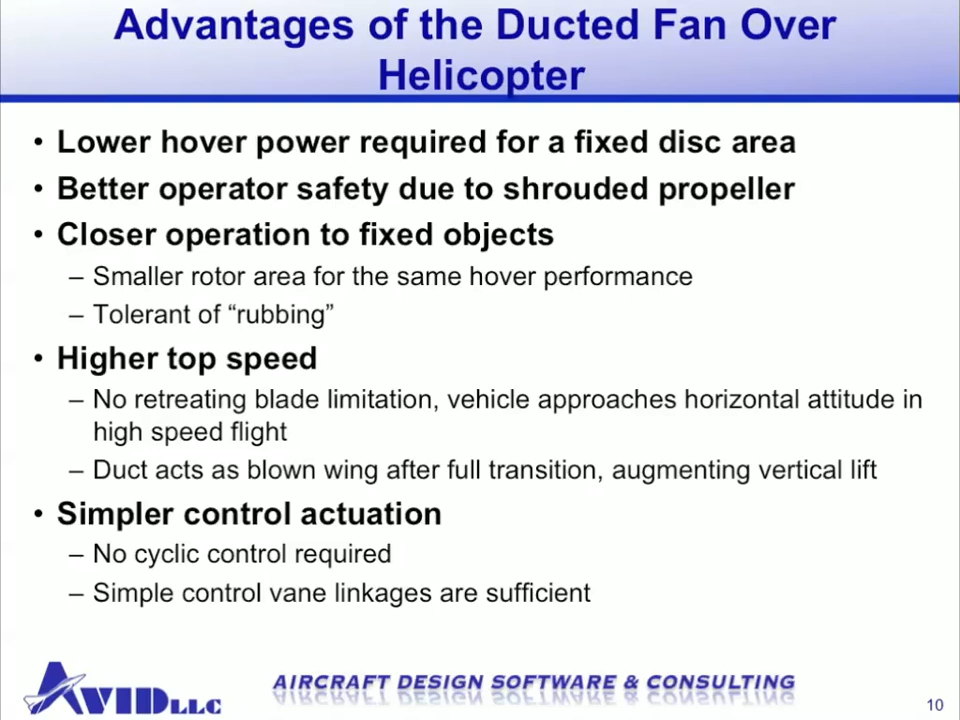 Advantages of the Ducted Fan Over
Helicopter
• Lower hover power required for a fixed disc area
• Better operator safety due to shrouded propeller
• Closer operation to fixed objects
– Smaller rotor area for the same hover performance
– Tolerant of “rubbing”
• Higher top speed
– No retreating blade limitation, vehicle approaches horizontal attitude in
high speed flight
– Duct acts as blown wing after full transition, augmenting vertical lift
• Simpler control actuation
– No cyclic control required
– Simple control vane linkages are sufficient
AVID LLC
AIRCRAFT DESIGN SOFTWARE & CONSULTING
10